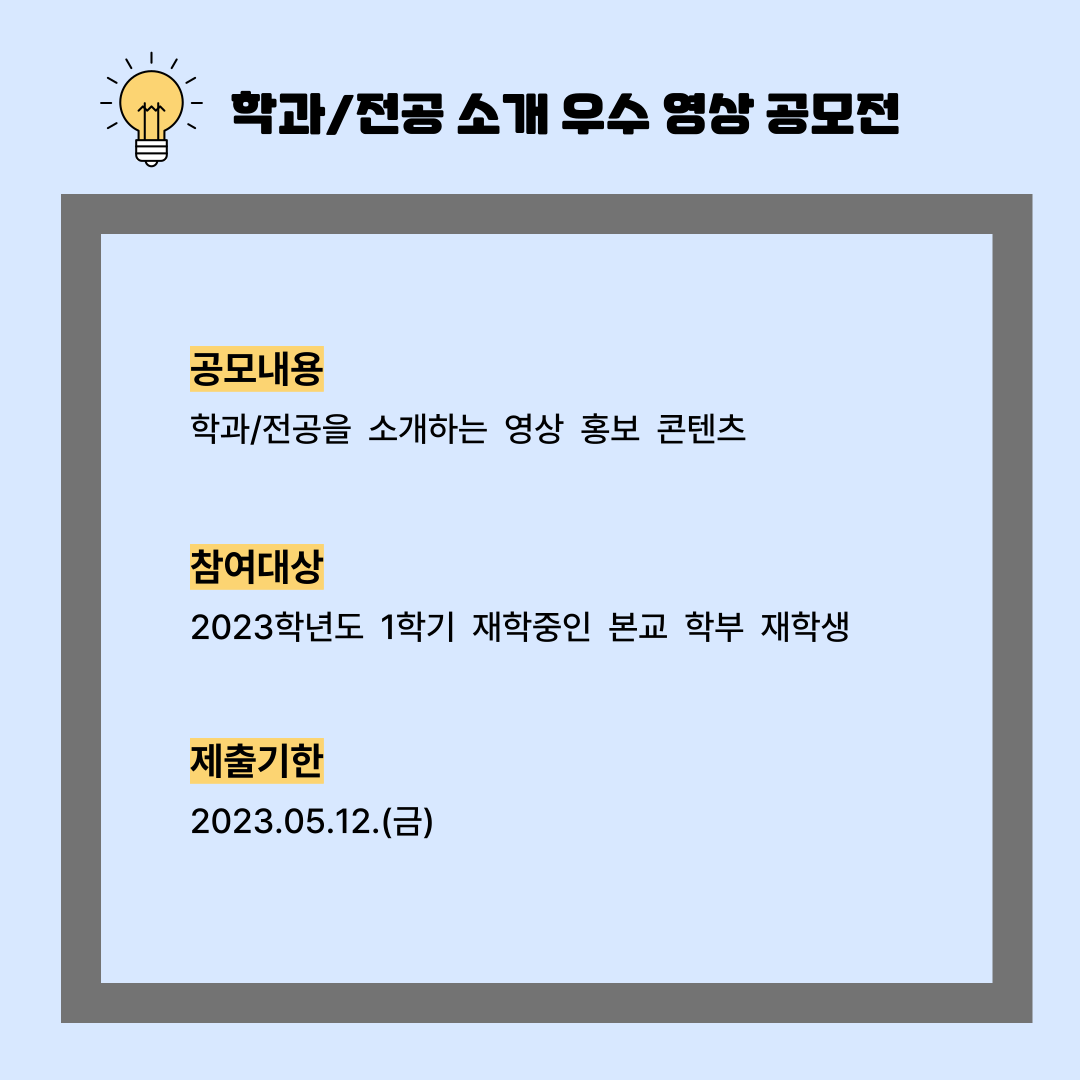 학과/전공 소개 우수 영상 공모전
공모내용
학과/전공을 소개하는 영상 홍보 콘텐츠
참여대상
2023학년도 1학기 재학중인 본교 학부 재학생
제출기한
2023.05.12.(금)